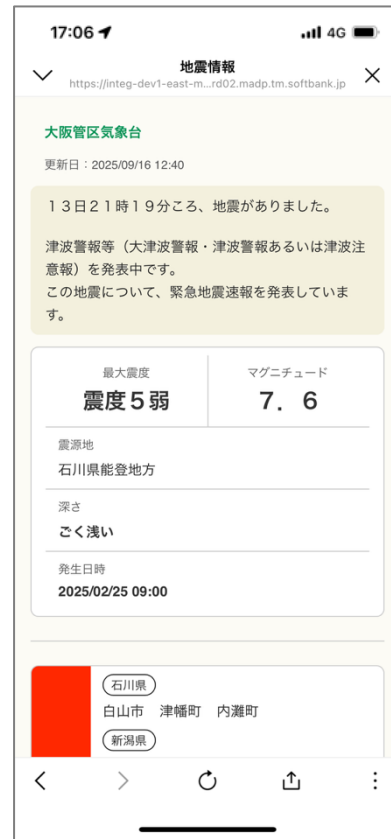 17:06 4G
地震情報
https://integ-dev1-east-m...rd02.madp.tm.softbank.jp
大阪管区気象台
更新日：2025/09/16 12:40
１３日２１時１９分ころ、地震がありました。
津波警報等（大津波警報・津波警報あるいは津波注
意報）を発表中です。
この地震について、緊急地震速報を発表していま
す。
最大震度 マグニチュード
震度５弱 ７．６
震源地
石川県能登地方
深さ
ごく浅い
発生日時
2025/02/25 09:00
石川県
白山市　津幡町　内灘町
新潟県